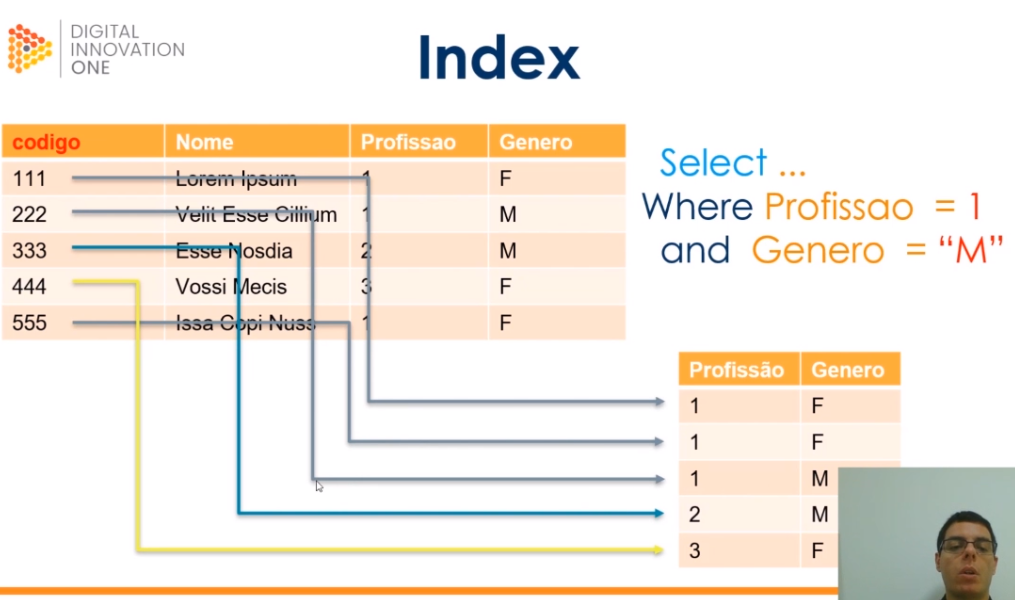 DIGITAL
INNOVATION
ONE
Index
codigo Nome Profissao Genero
111 Lorem Ipsum 1 F
222 Velit Esse Cillium 1 M
333 Esse Nosdia 2 M
444 Vossi Mecis 3 F
555 Issa Copi Nuss 1 F
Select ...
Where Profissao = 1
and Genero = “M”
Profissão Genero
1 F
1 F
1 M
2 M
3 F